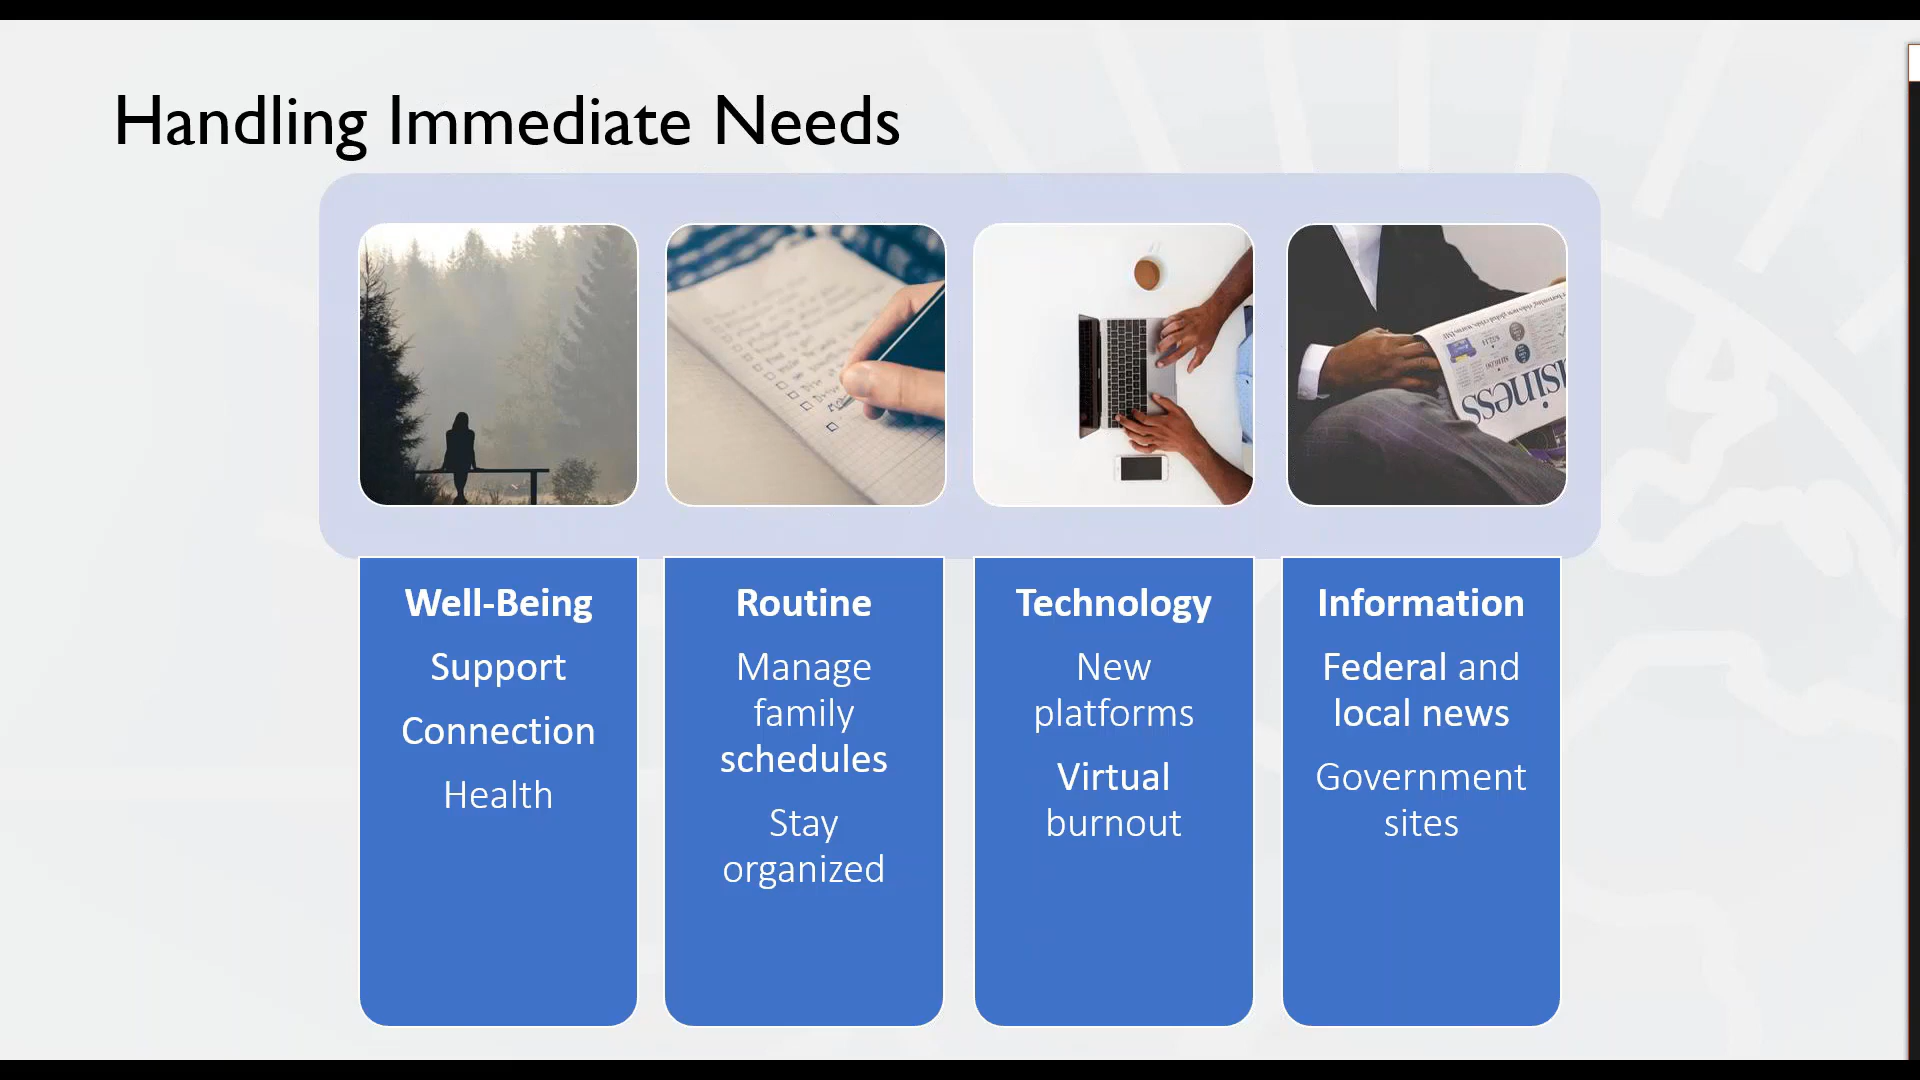 Handling Immediate Needs
siness
Well-Being
Support
Connection
Health
Routine
Manage
family
schedules
Stay
organized
Technology
New
platforms
Virtual
burnout
Information
Federal and
local news
Government
sites